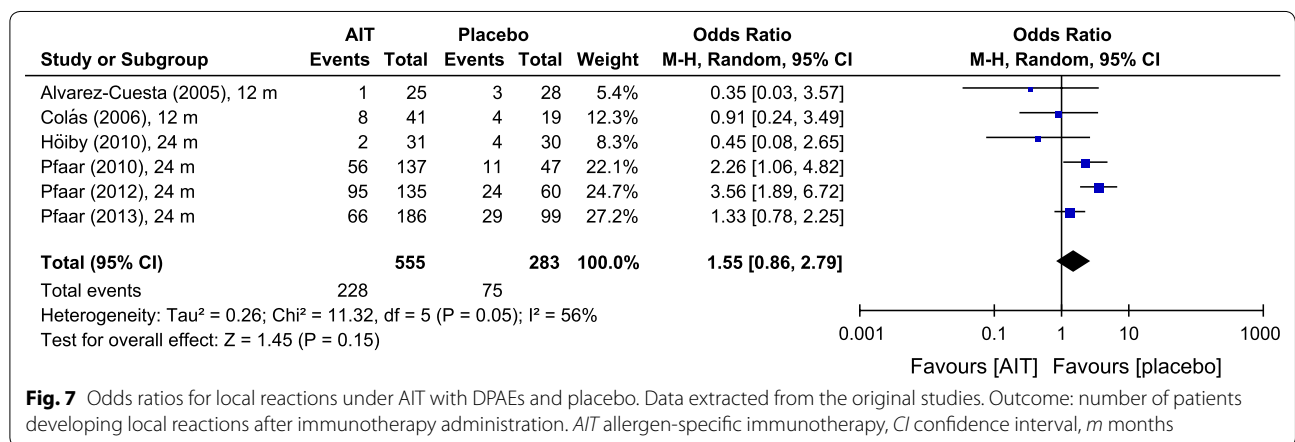 AIT Placebo Odds Ratio Odds Ratio
Study or Subgroup Events Total Events Total Weight M-H, Random, 95% CI M-H, Random, 95% CI
Alvarez-Cuesta (2005), 12 m 1 25 3 28 5.4% 0.35 [0.03, 3.57]
Colás (2006), 12 m 8 41 4 19 12.3% 0.91 [0.24, 3.49]
Höiby (2010), 24 m 2 31 4 30 8.3% 0.45 [0.08, 2.65]
Pfaar (2010), 24 m 56 137 11 47 22.1% 2.26 [1.06, 4.82]
Pfaar (2012), 24 m 95 135 24 60 24.7% 3.56 [1.89, 6.72]
Pfaar (2013), 24 m 66 186 29 99 27.2% 1.33 [0.78, 2.25]
Total (95% CI) 555 283 100.0% 1.55 [0.86, 2.79]
Total events 228 75
Heterogeneity: Tau² = 0.26; Chi² = 11.32, df = 5 (P = 0.05); I² = 56%
Test for overall effect: Z = 1.45 (P = 0.15)
0.001 0.1 1 10 1000
Favours [AIT] Favours [placebo]
Fig. 7 Odds ratios for local reactions under AIT with DPAEs and placebo. Data extracted from the original studies. Outcome: number of patients
developing local reactions after immunotherapy administration. AIT allergen-specific immunotherapy, CI confidence interval, m months